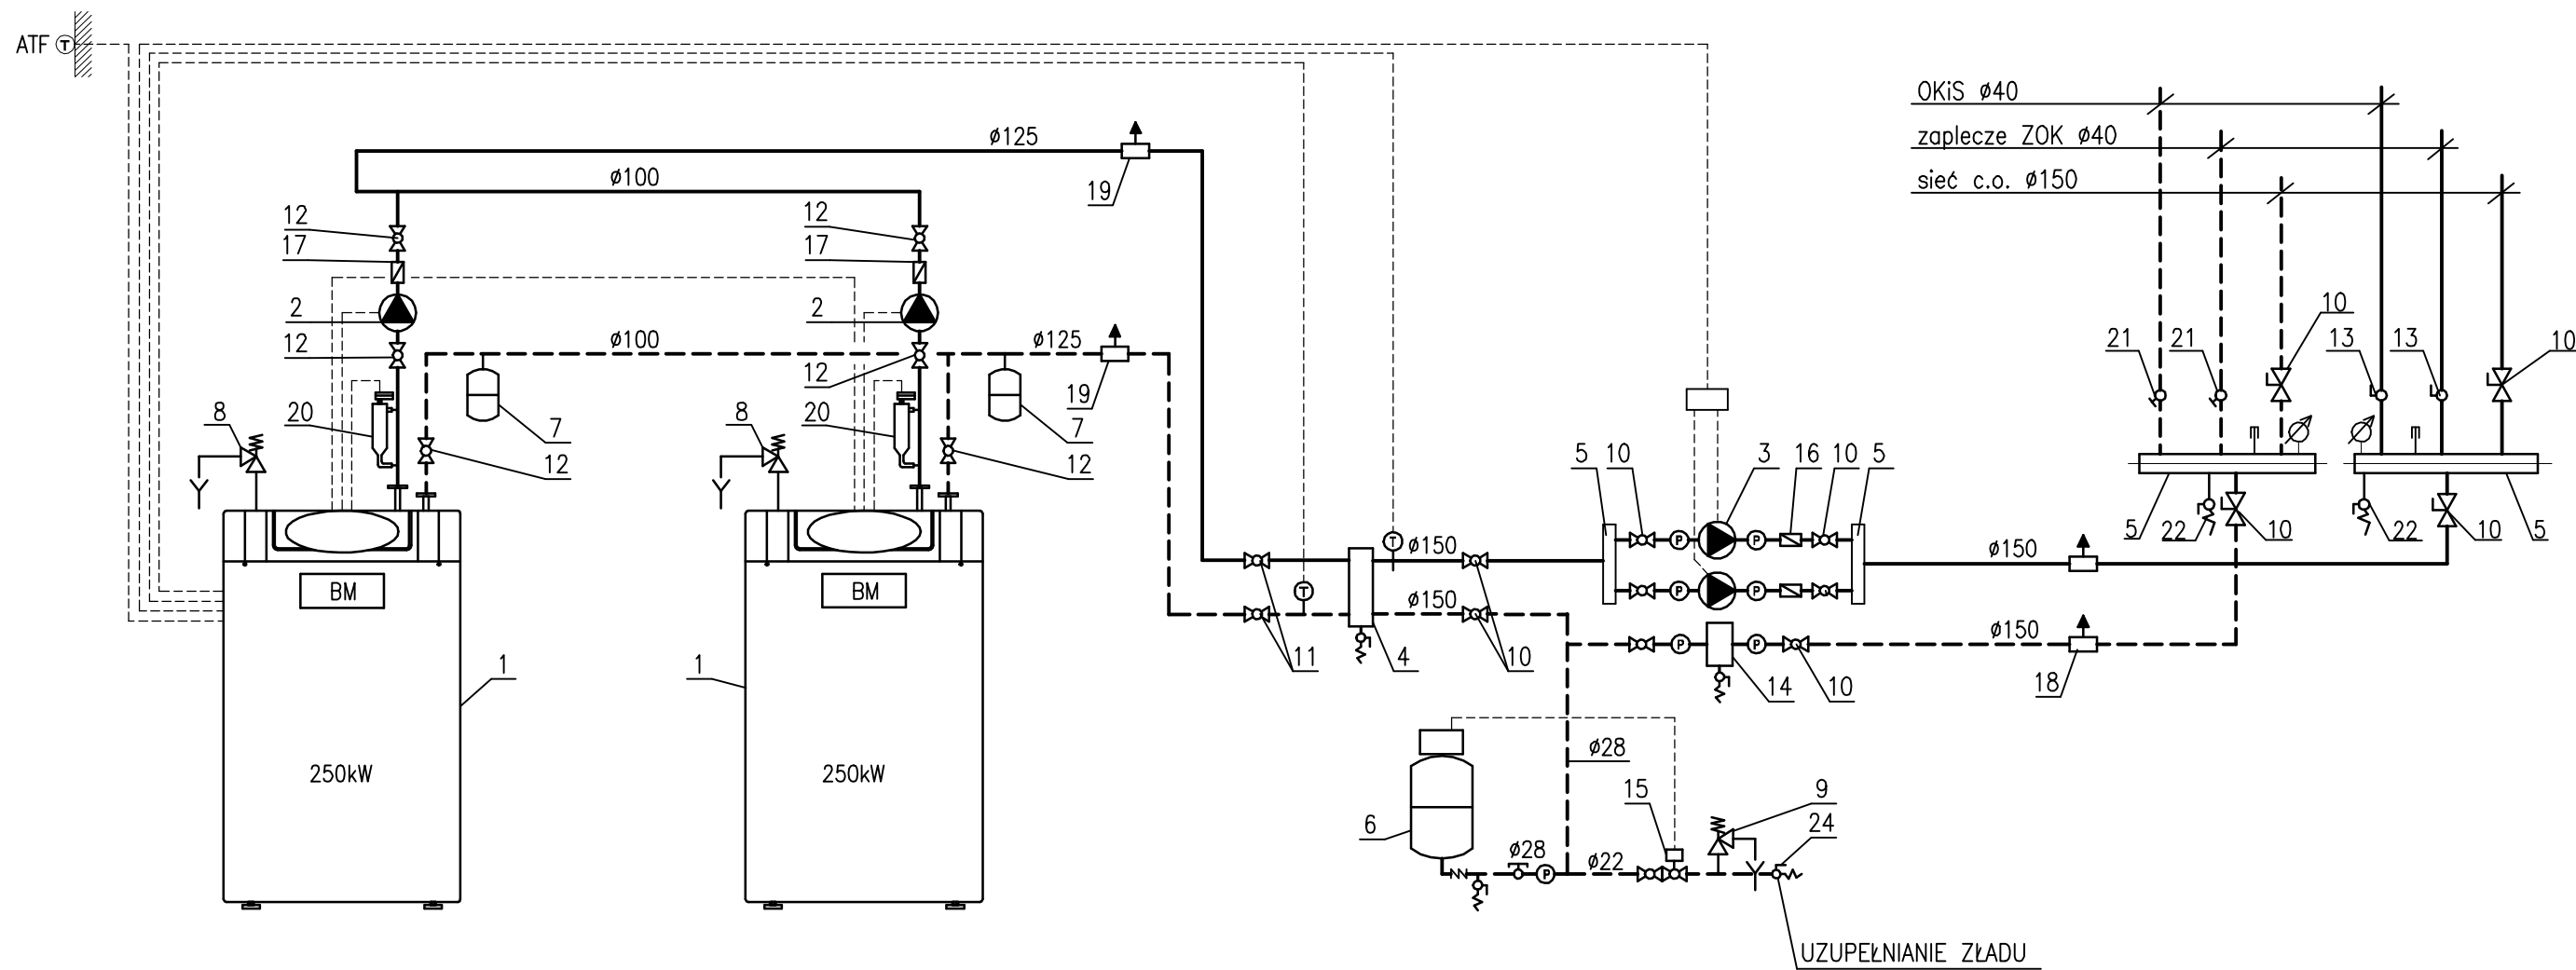 ATF T
OKiS ø40
zaplecze ZOK ø40
sieć c.o. ø150
ø125
19
ø100
12
12
17
17
2
2
12
ø100
12
ø125
19
8
20
7
12
8
20
7
12
BM
BM
1
1
250kW
250kW
21
21
10
13
13
10
5
22
10
22
10
5
5
10
3
16
10
5
P
P
P
P
T
ø150
T
ø150
11
4
10
P
P
14
10
ø150
ø150
18
ø28
6
ø28
P
ø22
15
9
24
UZUPEŁNIANIE ZŁADU